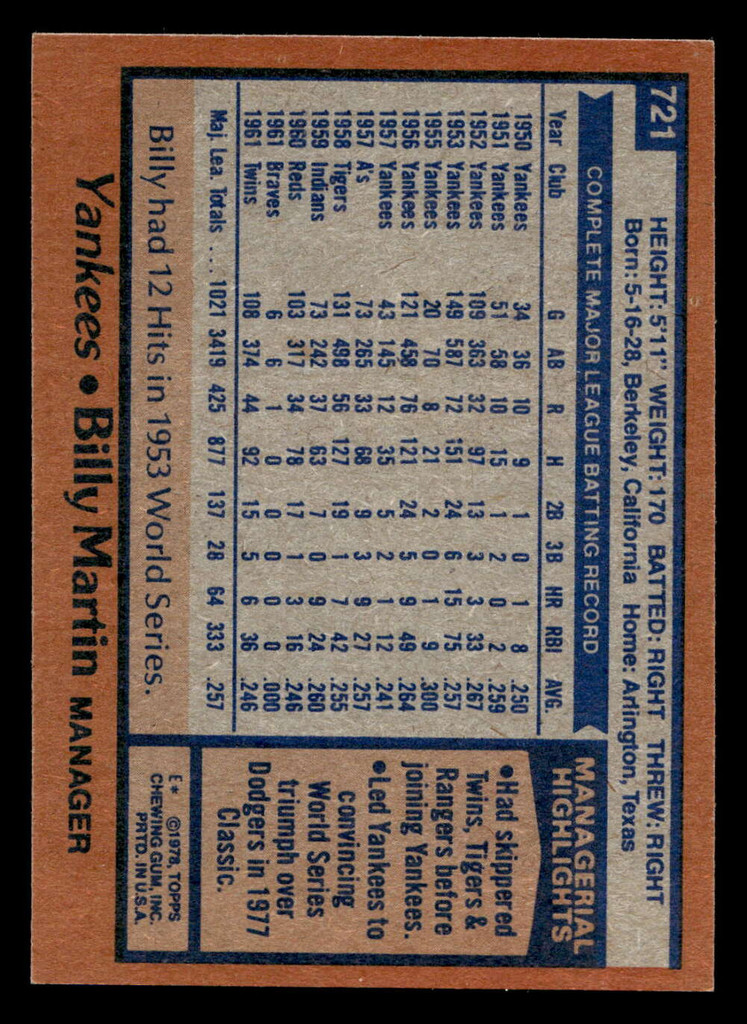 721
HEIGHT: 5'11" WEIGHT: 170 BATTED: RIGHT THREW: RIGHT
Born: 5-16-28, Berkeley, California Home: Arlington, Texas
COMPLETE MAJOR LEAGUE BATTING RECORD
Year Club G AB R H 2B 3B HR RBI AVG.
1950 Yankees 34 36 10 9 1 0 1 8 .250
1951 Yankees 51 58 10 15 1 2 0 2 .259
1952 Yankees 109 363 32 97 13 3 3 33 .267
1953 Yankees 149 587 72 151 24 6 15 75 .257
1955 Yankees 20 70 8 21 2 0 1 9 .300
1956 Yankees 121 458 76 121 24 5 9 49 .264
1957 Yankees 43 145 12 35 5 2 1 12 .241
1957 A's 73 265 33 68 9 3 9 27 .257
1958 Tigers 131 498 56 127 19 1 7 42 .255
1959 Indians 73 242 37 63 7 0 9 24 .260
1960 Reds 103 317 34 78 17 1 3 16 .246
1961 Braves 6 6 1 0 0 0 0 0 .000
1961 Twins 108 374 44 92 15 5 6 36 .246
Maj. Lea. Totals .... 1021 3419 425 877 137 28 64 333 .257
Billy had 12 Hits in 1953 World Series.
MANAGERIAL
HIGHLIGHTS
•Had skippered
Twins, Tigers &
Rangers before
joining Yankees.
•Led Yankees to
convincing
World Series
triumph over
Dodgers in 1977
Classic.
E* ©1978, TOPPS
CHEWING GUM, INC.
PRTD. IN U.S.A.
Yankees • Billy Martin MANAGER